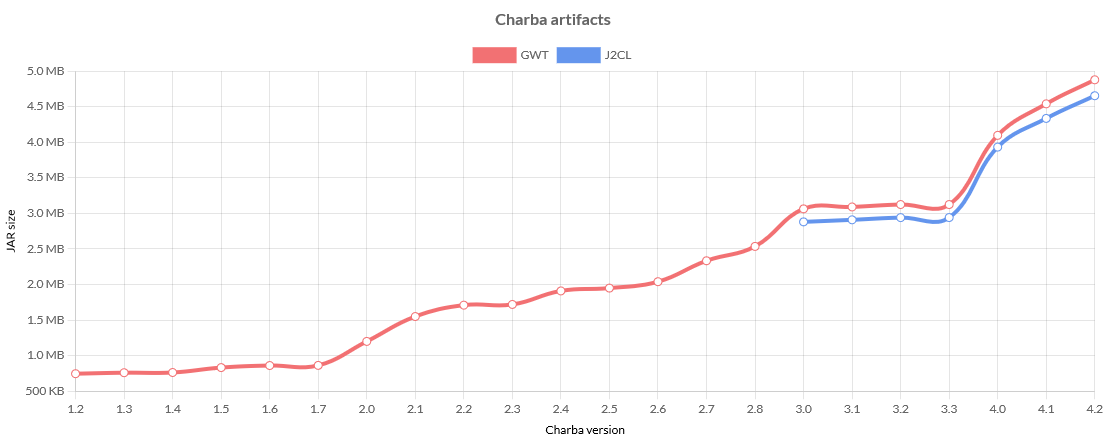 Charba artifacts
GWT J2CL
5.0 MB
4.5 MB
4.0 MB
3.5 MB
3.0 MB
2.5 MB
2.0 MB
1.5 MB
1.0 MB
500 KB
JAR size
1.2 1.3 1.4 1.5 1.6 1.7 2.0 2.1 2.2 2.3 2.4 2.5 2.6 2.7 2.8 3.0 3.1 3.2 3.3 4.0 4.1 4.2
Charba version